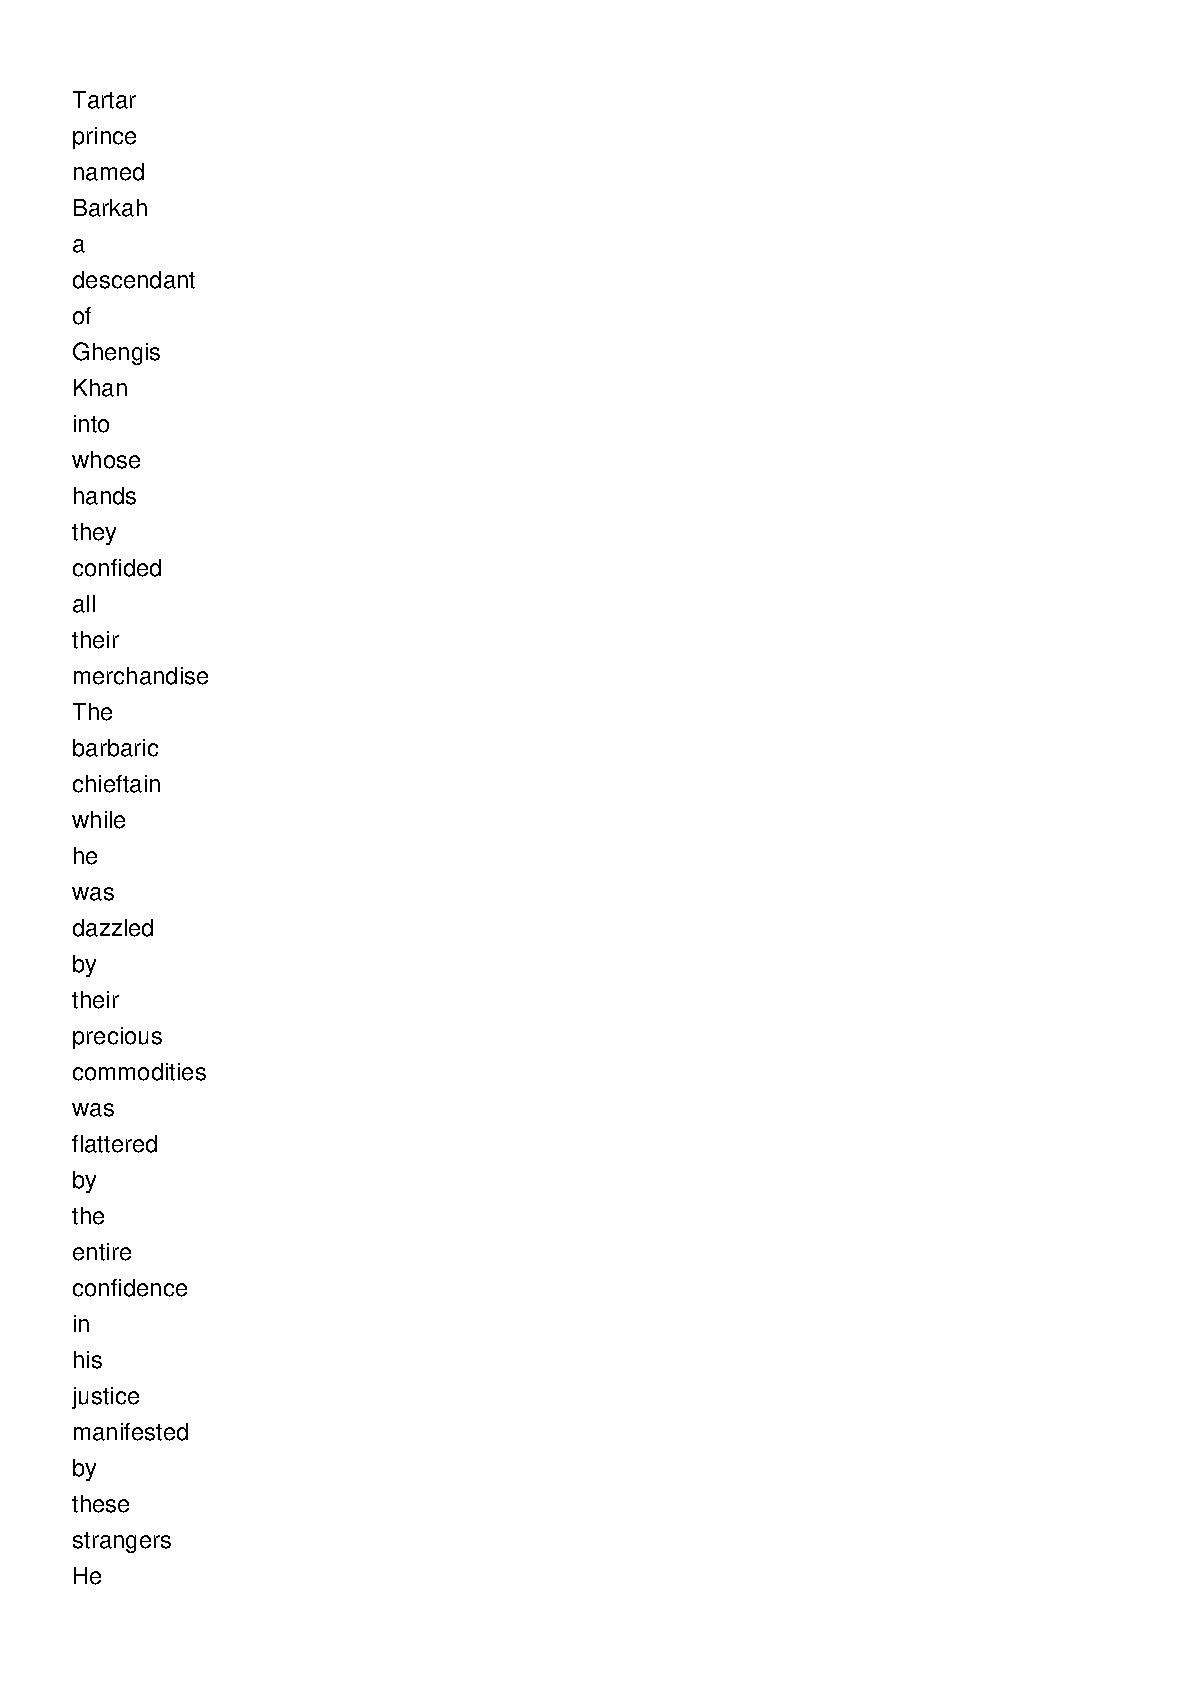 Tartar
prince
named
Barkah
a
descendant
of
Ghengis
Khan
into
whose
hands
they
confided
all
their
merchandise
The
barbaric
chieftain
while
he
was
dazzled
by
their
precious
commodities
was
flattered
by
the
entire
confidence
in
his
justice
manifested
by
these
strangers
He